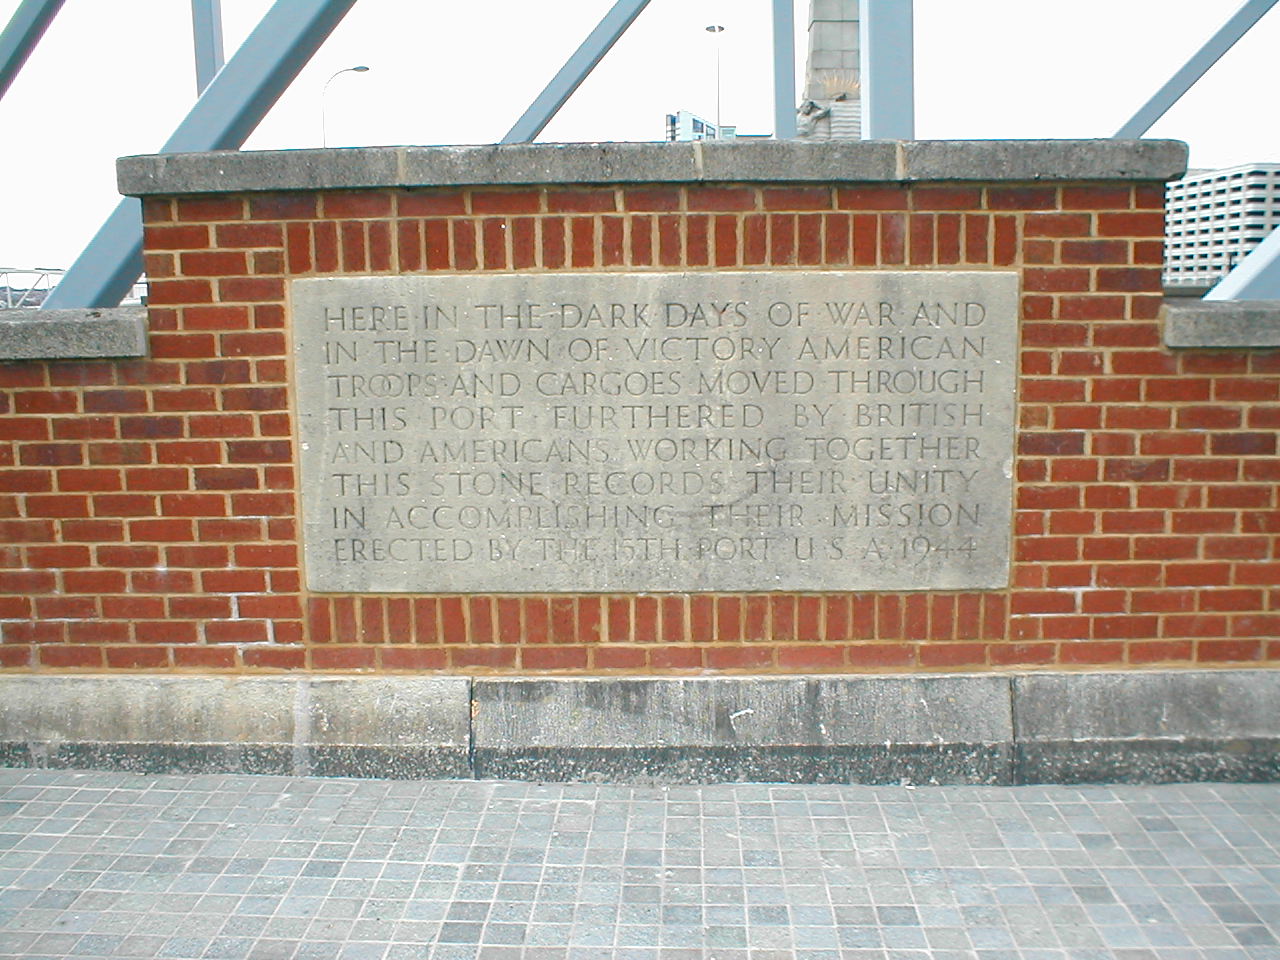 HERE IN THE DARK DAYS OF WAR AND
IN THE DAWN OF VICTORY AMERICAN
TROOPS AND CARGOES MOVED THROUGH
THIS PORT FURTHERED BY BRITISH
AND AMERICANS WORKING TOGETHER
THIS STONE RECORDS THEIR UNITY
IN ACCOMPLISHING THEIR MISSION
ERECTED BY THE 15TH PORT U S A 1944